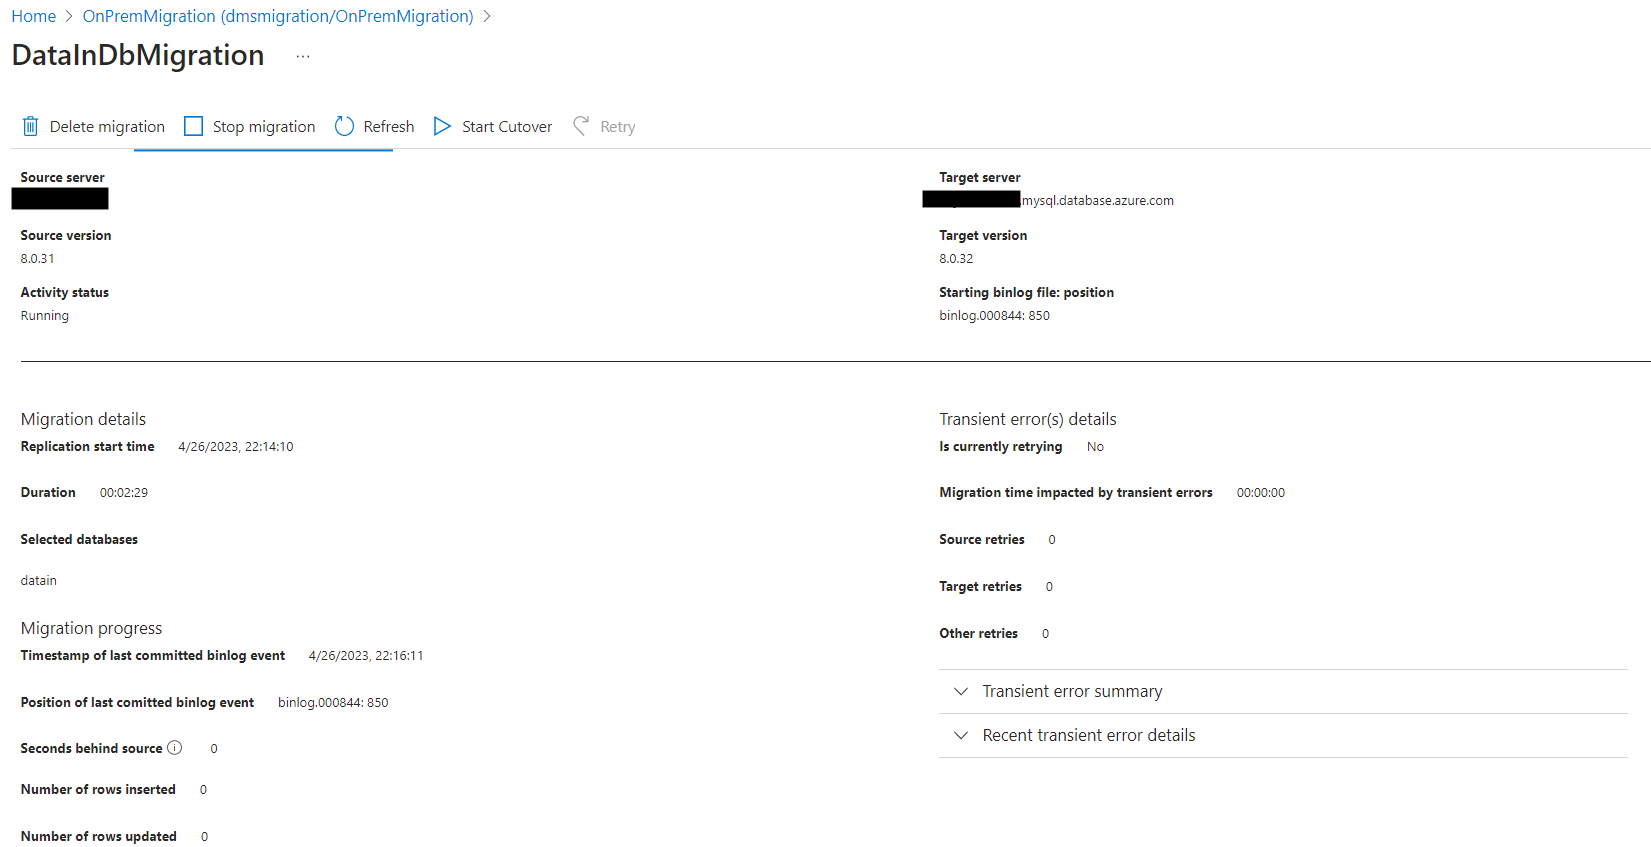 Home > OnPremMigration (dmsmigration/OnPremMigration) >
DataInDbMigration ...
Delete migration Stop migration Refresh Start Cutover Retry
Source server
Target server
.mysql.database.azure.com
Source version
8.0.31
Target version
8.0.32
Activity status
Running
Starting binlog file: position
binlog.000844: 850
Migration details
Replication start time 4/26/2023, 22:14:10
Duration 00:02:29
Selected databases
datain
Migration progress
Timestamp of last committed binlog event 4/26/2023, 22:16:11
Position of last comitted binlog event binlog.000844: 850
Seconds behind source 0
Number of rows inserted 0
Number of rows updated 0
Transient error(s) details
Is currently retrying No
Migration time impacted by transient errors 00:00:00
Source retries 0
Target retries 0
Other retries 0
Transient error summary
Recent transient error details